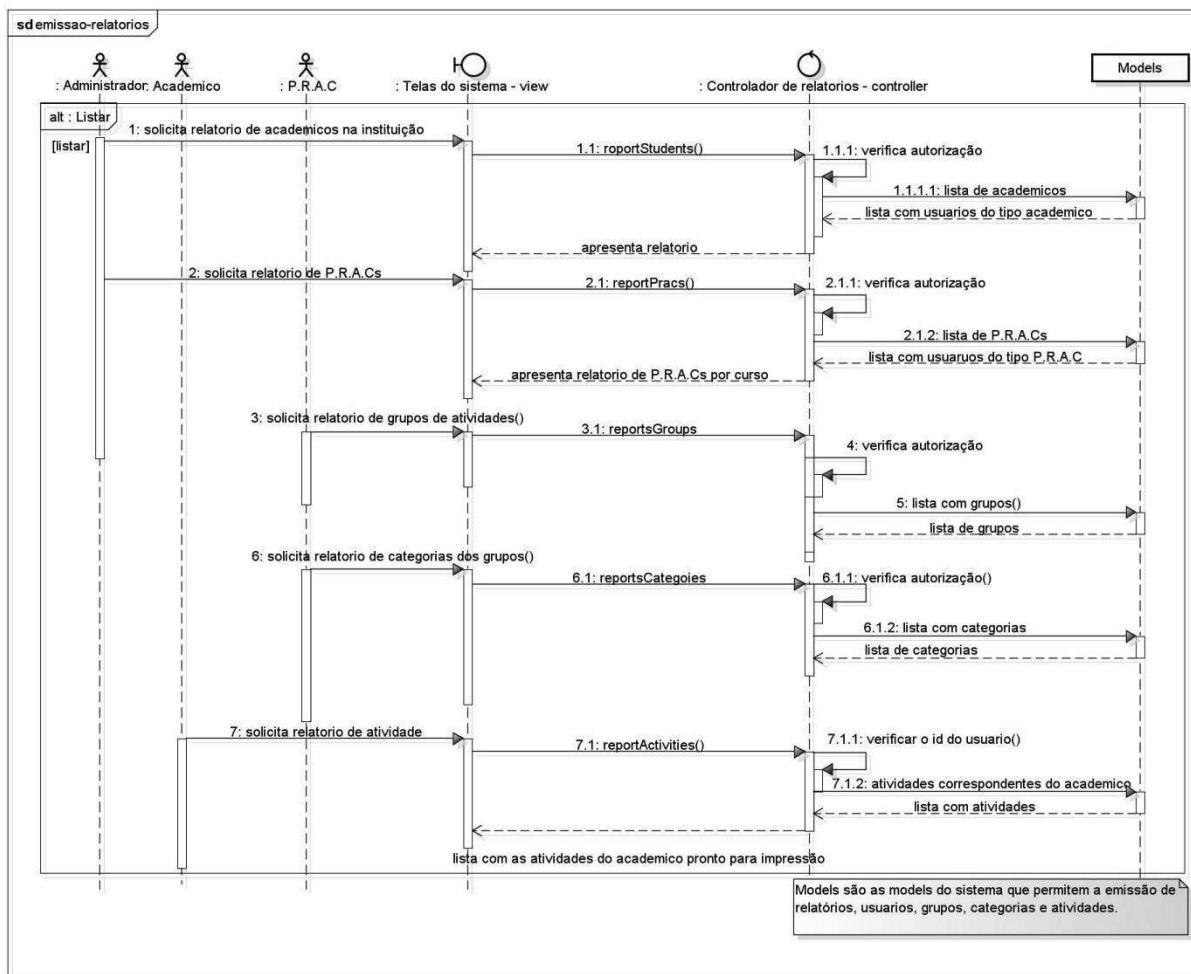 sd emissao-relatorios
: Administrador
: Academico
: P.R.A.C
: Telas do sistema - view
: Controlador de relatorios - controller
Models
alt : Listar
[listar]
1: solicita relatorio de academicos na instituição
1.1: roportStudents()
1.1.1: verifica autorização
1.1.1.1: lista de academicos
lista com usuarios do tipo academico
apresenta relatorio
2: solicita relatorio de P.R.A.Cs
2.1: reportPracs()
2.1.1: verifica autorização
2.1.2: lista de P.R.A.Cs
lista com usuaruos do tipo P.R.A.C
apresenta relatorio de P.R.A.Cs por curso
3: solicita relatorio de grupos de atividades()
3.1: reportsGroups
4: verifica autorização
5: lista com grupos()
lista de grupos
6: solicita relatorio de categorias dos grupos()
6.1: reportsCategoies
6.1.1: verifica autorização()
6.1.2: lista com categorias
lista de categorias
7: solicita relatorio de atividade
7.1: reportActivities()
7.1.1: verificar o id do usuario()
7.1.2: atividades correspondentes do academico
lista com atividades
lista com as atividades do academico pronto para impressão
Models são as models do sistema que permitem a emissão de
relatórios, usuarios, grupos, categorias e atividades.